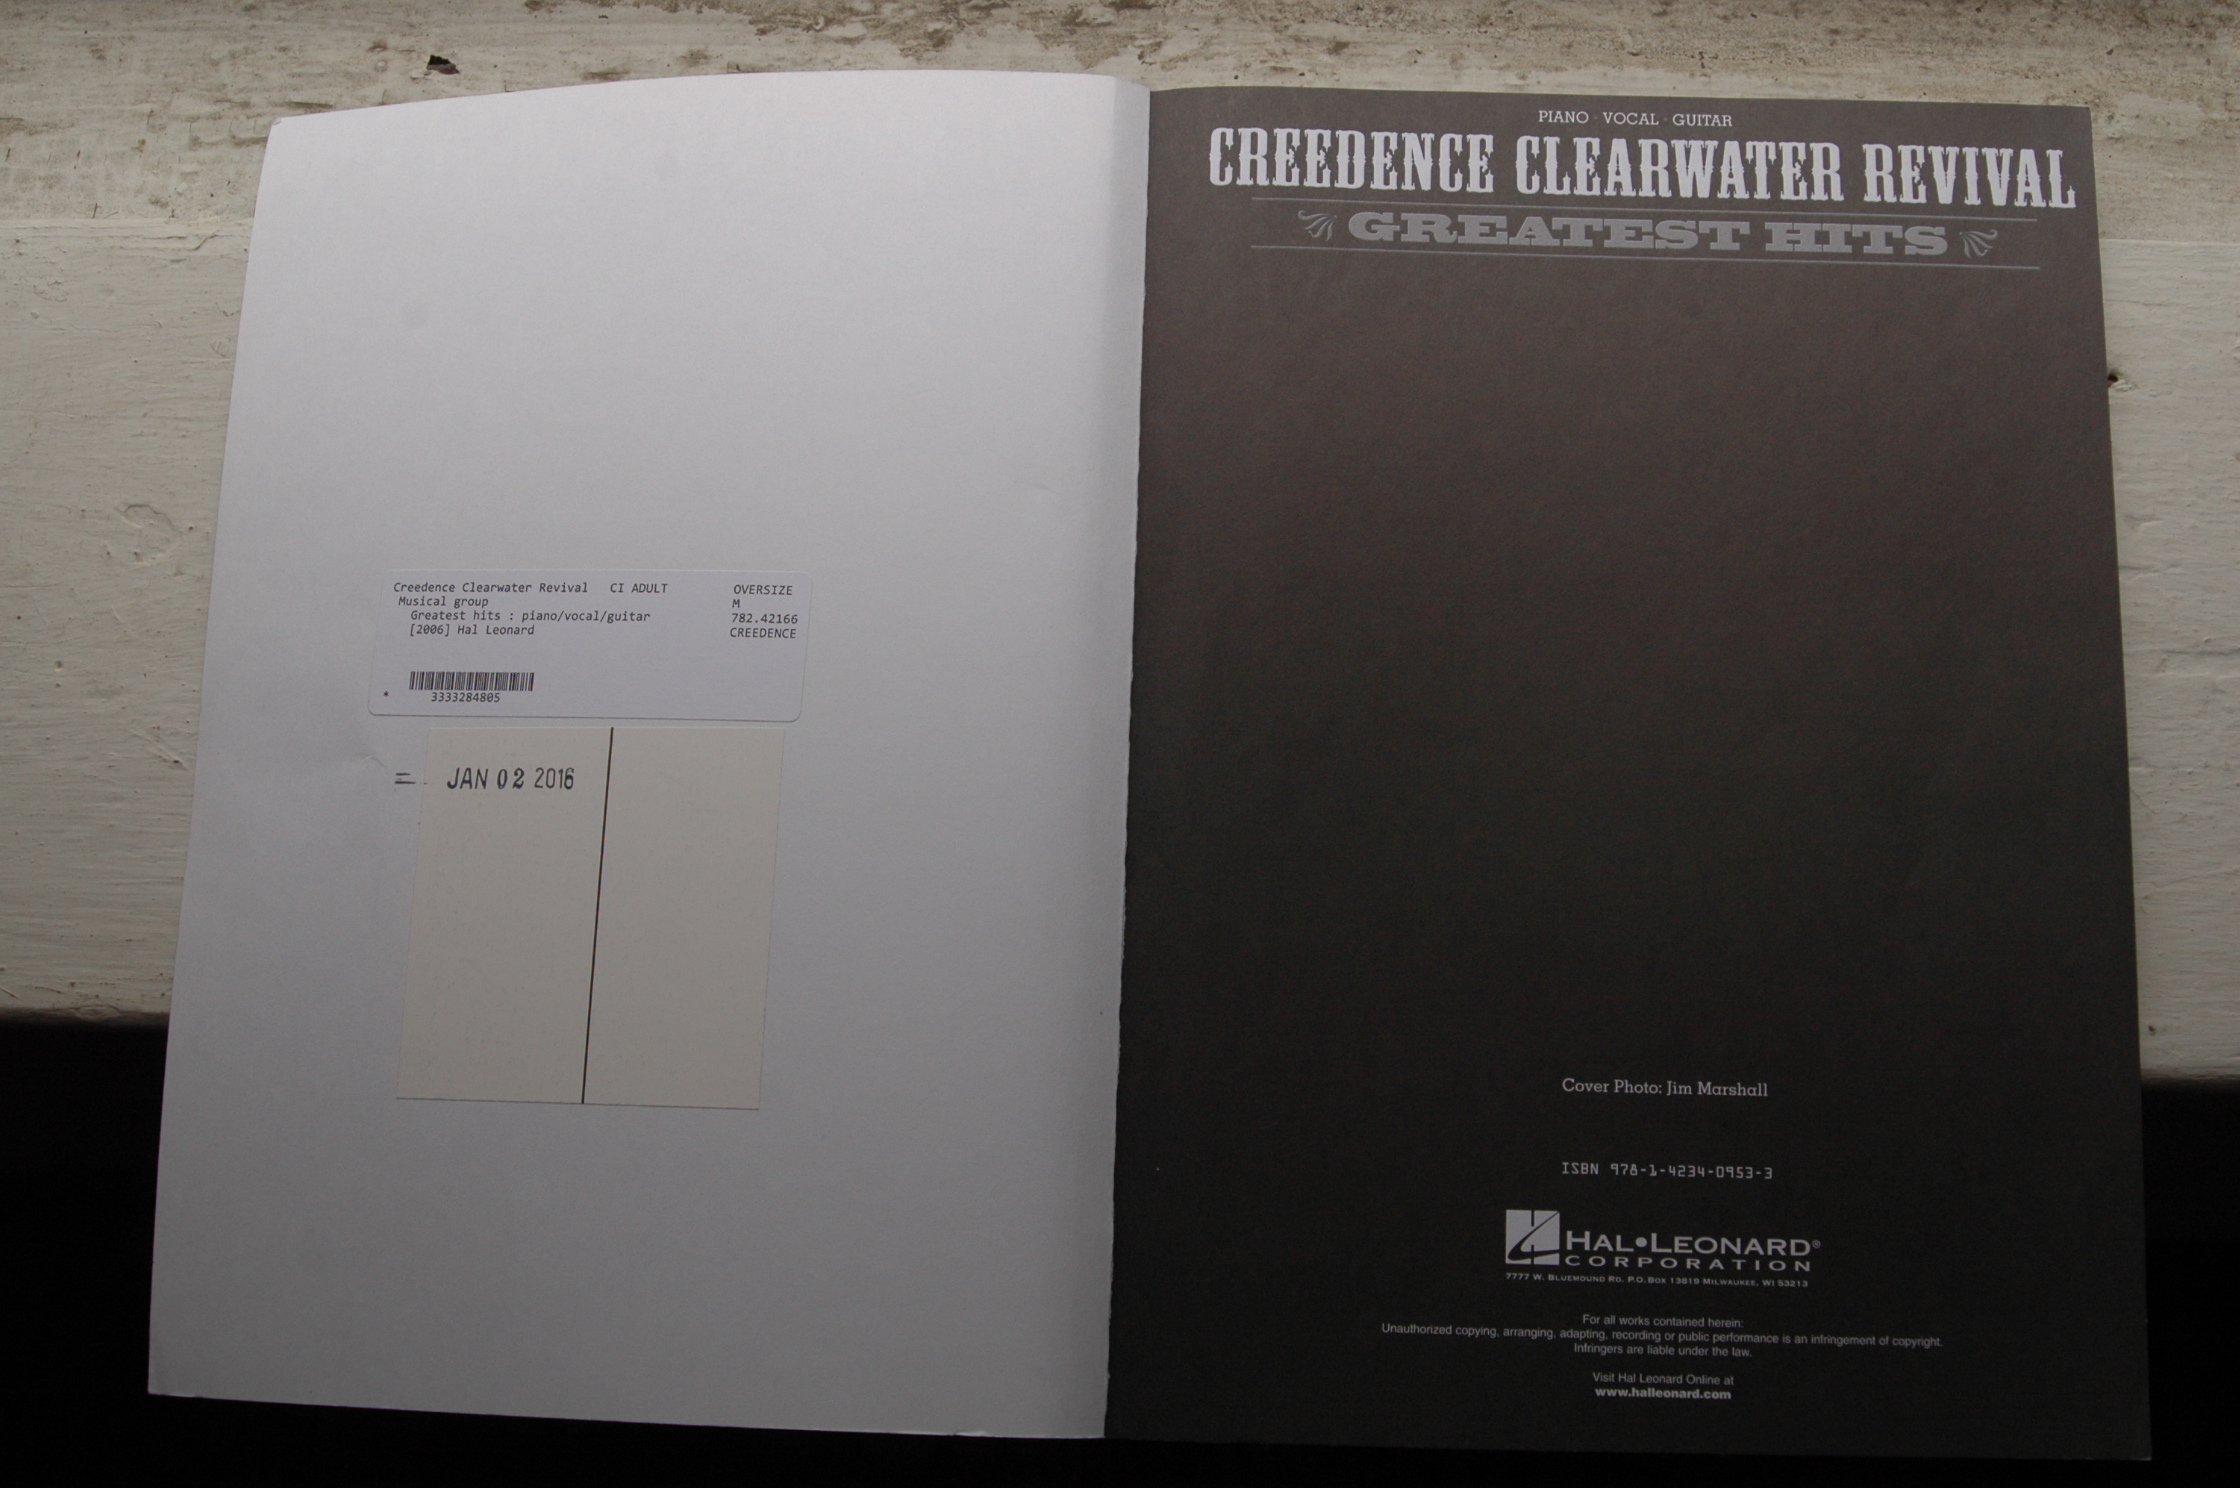 Creedence Clearwater Revival CI ADULT OVERSIZE
Musical group M
Greatest hits : piano/vocal/guitar 782.42166
[2006] Hal Leonard CREEDENCE
* 3333284805
= JAN 02 2016
PIANO · VOCAL · GUITAR
CREEDENCE CLEARWATER REVIVAL
GREATEST HITS
Cover Photo: Jim Marshall
ISBN 978-1-4234-0953-3
HAL•LEONARD®
CORPORATION
7777 W. BLUEMOUND RD. P.O. BOX 13819 MILWAUKEE, WI 53213
For all works contained herein:
Unauthorized copying, arranging, adapting, recording or public performance is an infringement of copyright.
Infringers are liable under the law.
Visit Hal Leonard Online at
www.halleonard.com